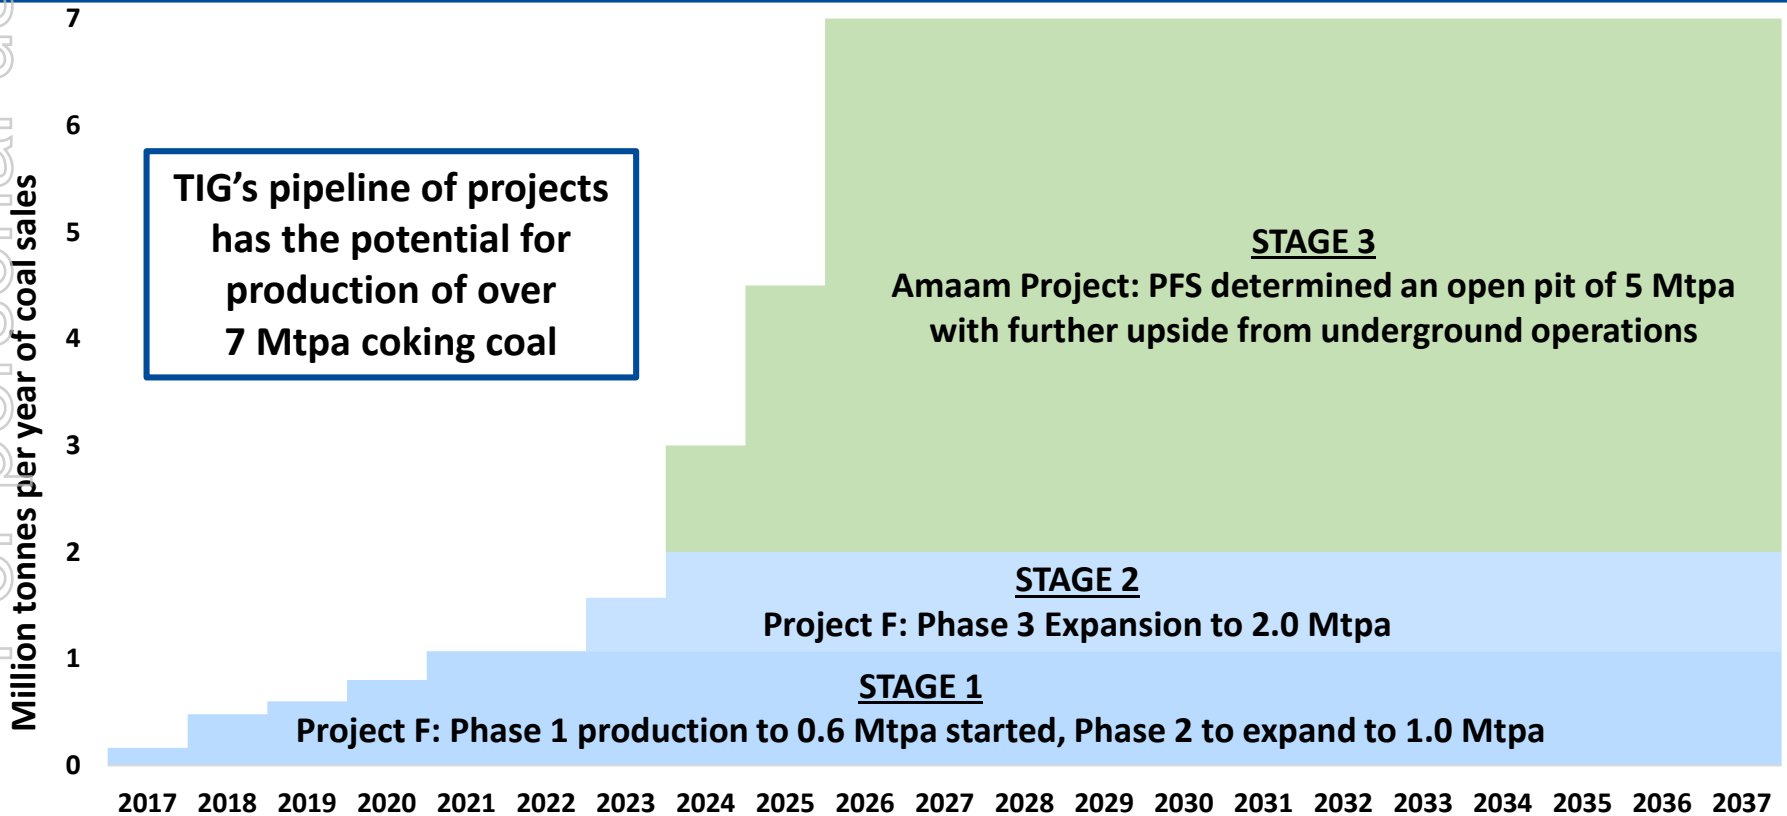 7
6
5
4
3
2
1
0
Million tonnes per year of coal sales
TIG's pipeline of projects
has the potential for
production of over
7 Mtpa coking coal
STAGE 3
Amaam Project: PFS determined an open pit of 5 Mtpa
with further upside from underground operations
STAGE 2
Project F: Phase 3 Expansion to 2.0 Mtpa
STAGE 1
Project F: Phase 1 production to 0.6 Mtpa started, Phase 2 to expand to 1.0 Mtpa
2017 2018 2019 2020 2021 2022 2023 2024 2025 2026 2027 2028 2029 2030 2031 2032 2033 2034 2035 2036 2037